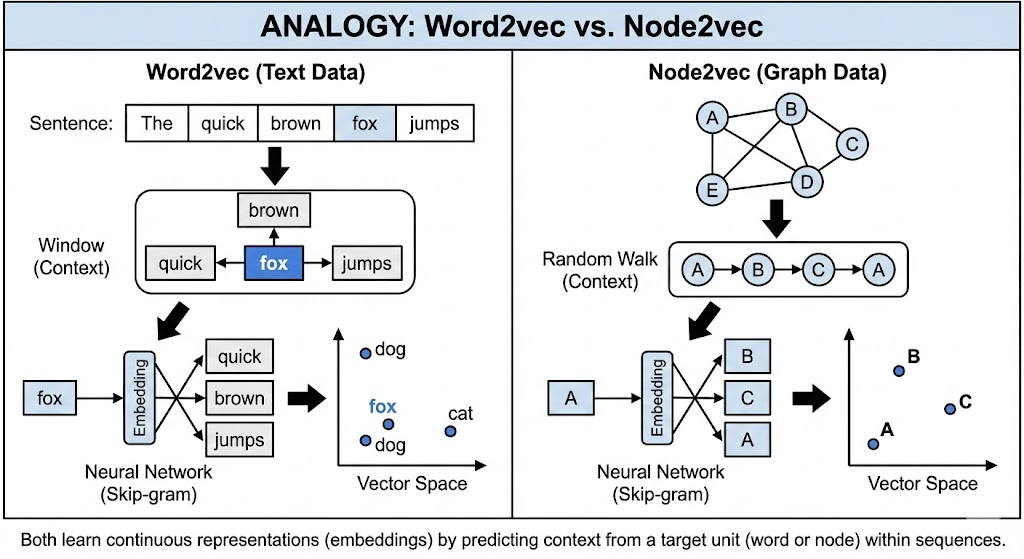 ANALOGY: Word2vec vs. Node2vec
Word2vec (Text Data)
Sentence: The quick brown fox jumps
Window
(Context)
brown
quick fox jumps
fox
Embedding
quick
brown
jumps
Neural Network
(Skip-gram)
dog
fox
cat
dog
Vector Space
Node2vec (Graph Data)
A B
C
E D
Random Walk
(Context)
A B C A
A
Embedding
B
C
A
Neural Network
(Skip-gram)
B
C
A
Vector Space
Both learn continuous representations (embeddings) by predicting context from a target unit (word or node) within sequences.